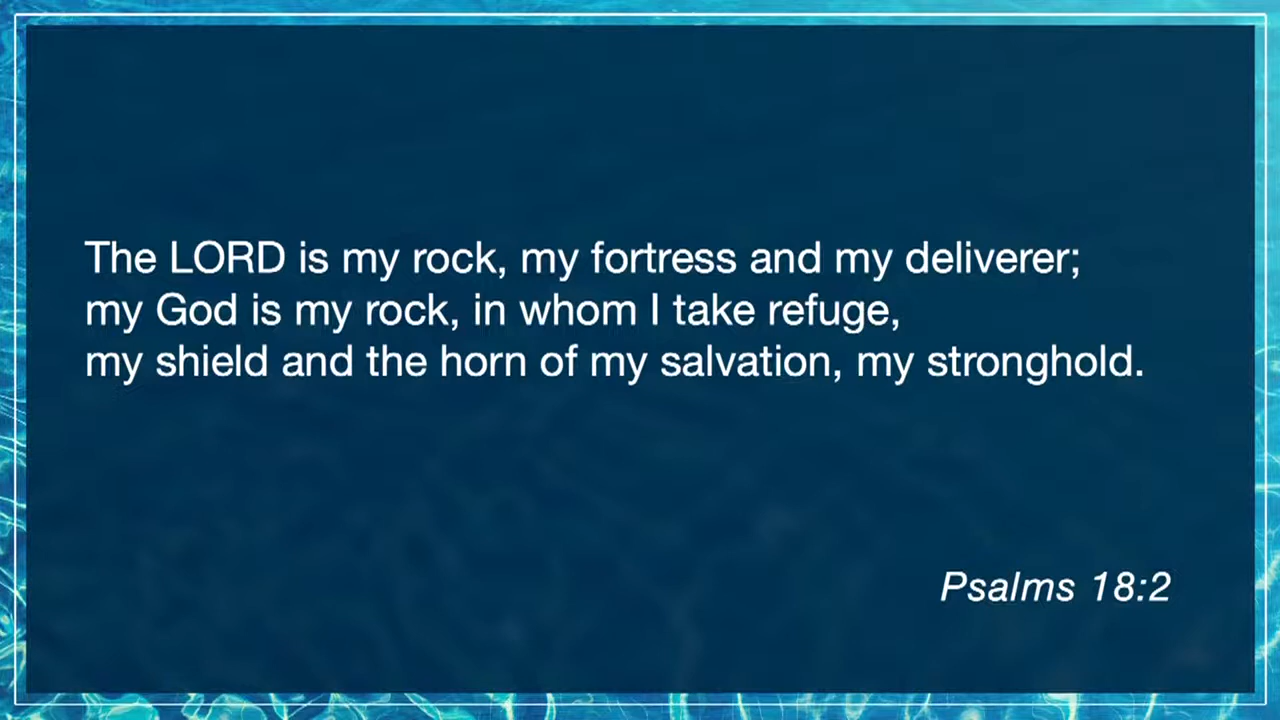 The LORD is my rock, my fortress and my deliverer;
my God is my rock, in whom I take refuge,
my shield and the horn of my salvation, my stronghold.
Psalms 18:2